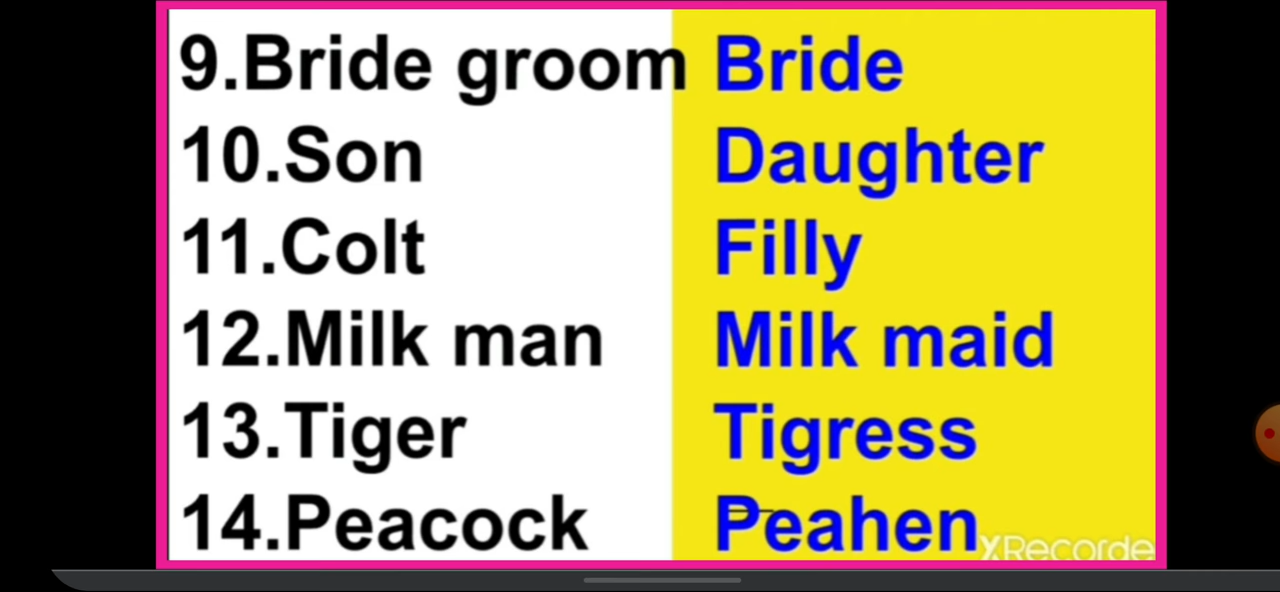 9.Bride groom Bride
10.Son Daughter
11.Colt Filly
12.Milk man Milk maid
13.Tiger Tigress
14.Peacock Peahen
XRecorde